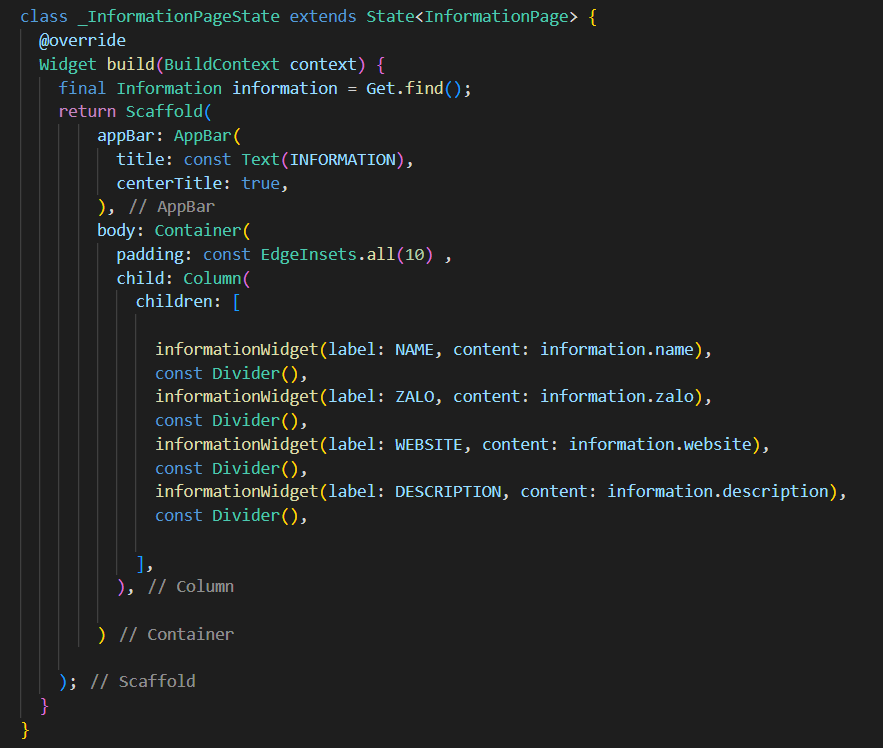 class _InformationPageState extends State<InformationPage> {
  @override
  Widget build(BuildContext context) {
    final Information information = Get.find();
    return Scaffold(
        appBar: AppBar(
          title: const Text(INFORMATION),
          centerTitle: true,
        ), // AppBar
        body: Container(
          padding: const EdgeInsets.all(10) ,
          child: Column(
            children: [
              informationWidget(label: NAME, content: information.name),
              const Divider(),
              informationWidget(label: ZALO, content: information.zalo),
              const Divider(),
              informationWidget(label: WEBSITE, content: information.website),
              const Divider(),
              informationWidget(label: DESCRIPTION, content: information.description),
              const Divider(),
            ],
          ), // Column
        ) // Container
    ); // Scaffold
  }
}